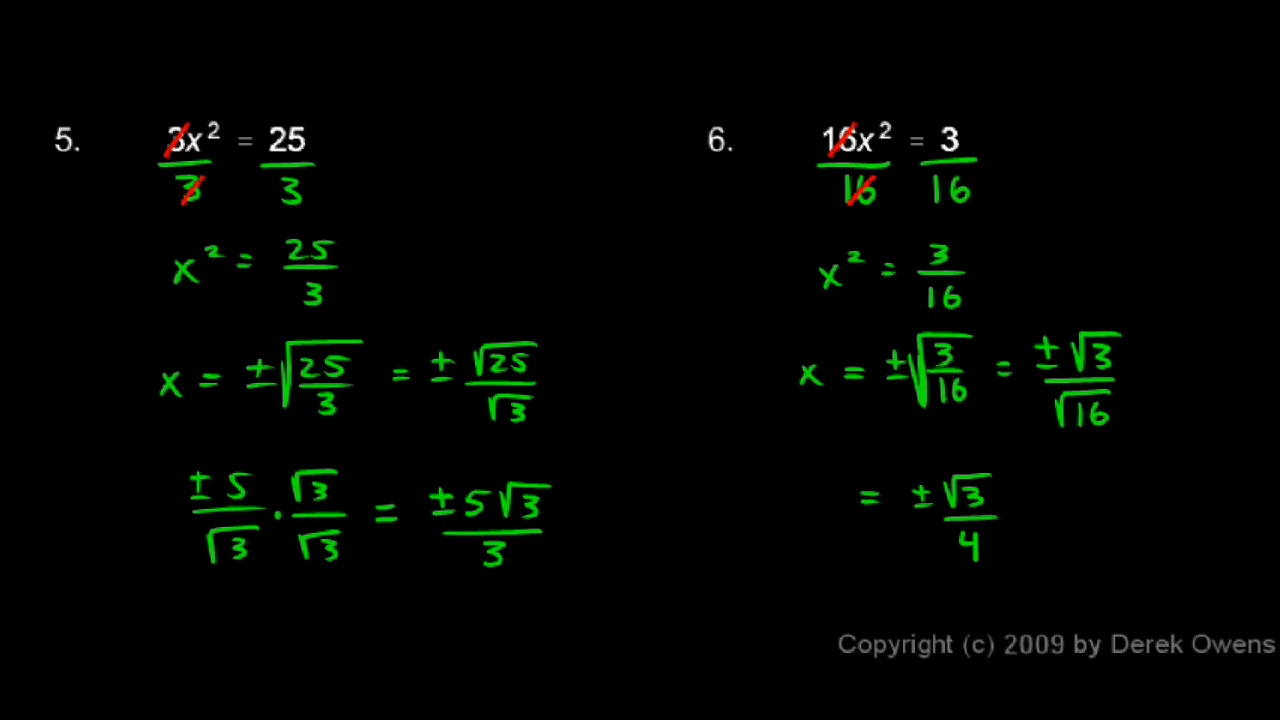 5. 3x² = 25
3 3
x² = 25/3
x = ±√(25/3) = ± √25/√3
±5/√3 · √3/√3 = ±5√3/3
6. 16x² = 3
16 16
x² = 3/16
x = ±√(3/16) = ±√3/√16
= ±√3/4
Copyright (c) 2009 by Derek Owens